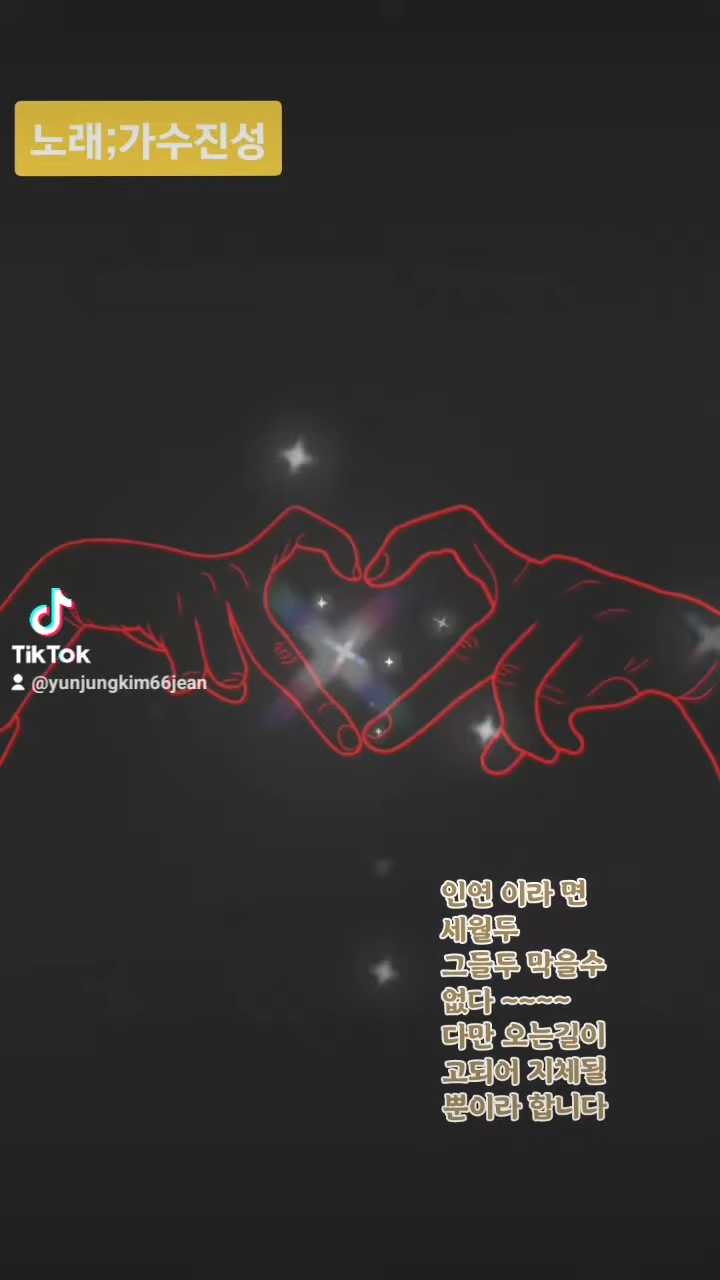 노래;가수진성
TikTok
@yunjungkim66jean
인연 이라 면
세월두
그들두 막을수
없다 ~~~~
다만 오는길이
고되어 지체될
뿐이라 합니다